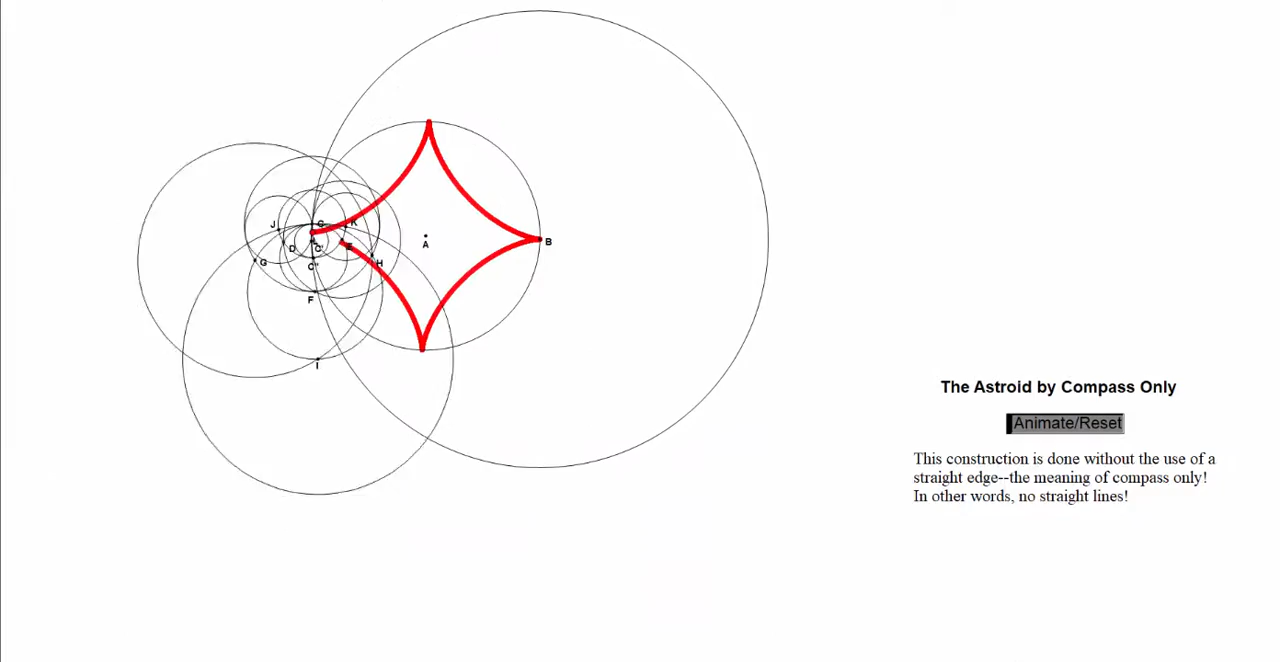 J
K
D
E
C'
A
B
G
C"
H
F
I
The Astroid by Compass Only
Animate/Reset
This construction is done without the use of a
straight edge--the meaning of compass only!
In other words, no straight lines!